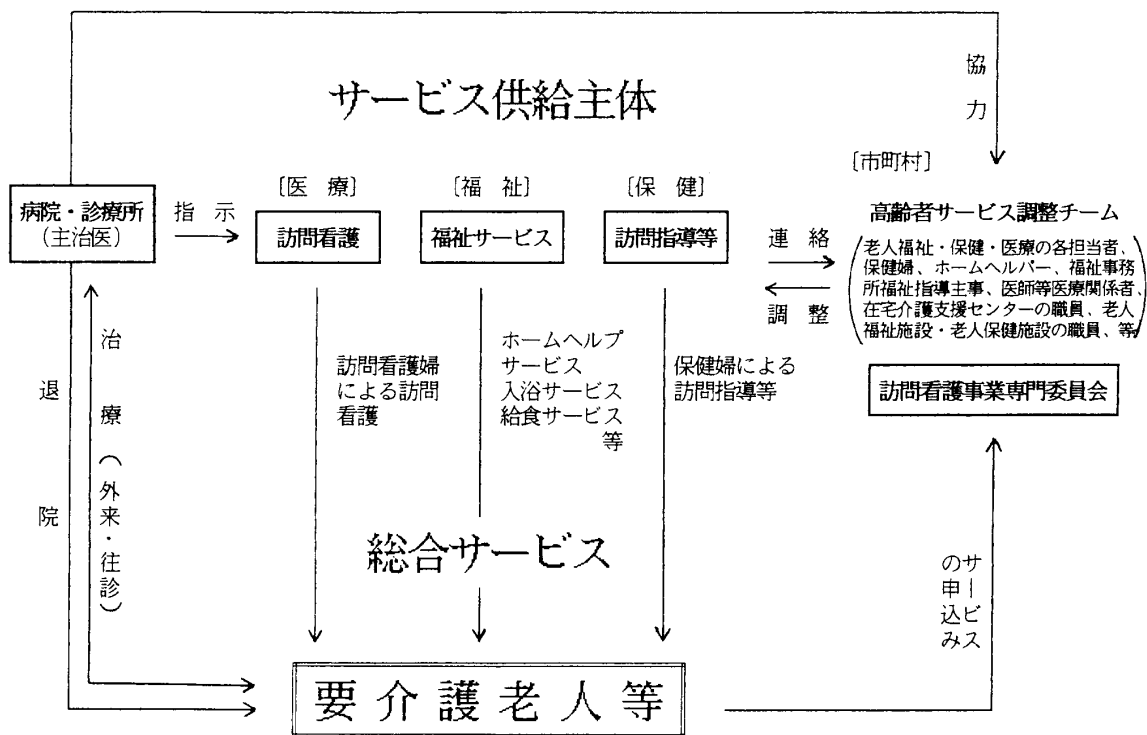 協力
サービス供給主体
〔市町村〕
〔医療〕
〔福祉〕
〔保健〕
病院・診療所
(主治医)
指示
訪問看護
福祉サービス
訪問指導等
連絡
調整
高齢者サービス調整チーム
(老人福祉・保健・医療の各担当者、
保健婦、ホームヘルパー、福祉事務
所福祉指導主事、医師等医療関係者、
在宅介護支援センターの職員、老人
福祉施設・老人保健施設の職員、等)
訪問看護事業専門委員会
退院
治療(外来・往診)
訪問看護婦
による訪問
看護
ホームヘルプ
サービス
入浴サービス
給食サービス
等
保健婦による
訪問指導等
総合サービス
サービス
の申込み
要介護老人等